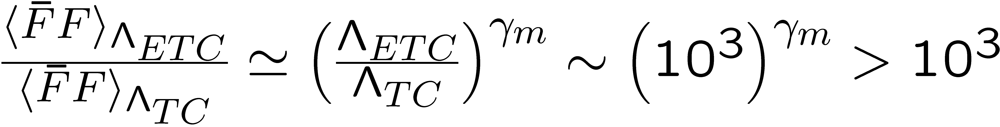 \frac{\langle \bar{F} F \rangle_{\Lambda_{ETC}}}{\langle \bar{F} F \rangle_{\Lambda_{TC}}} \simeq \left( \frac{\Lambda_{ETC}}{\Lambda_{TC}} \right)^{\gamma_m} \sim \left( 10^3 \right)^{\gamma_m} > 10^3